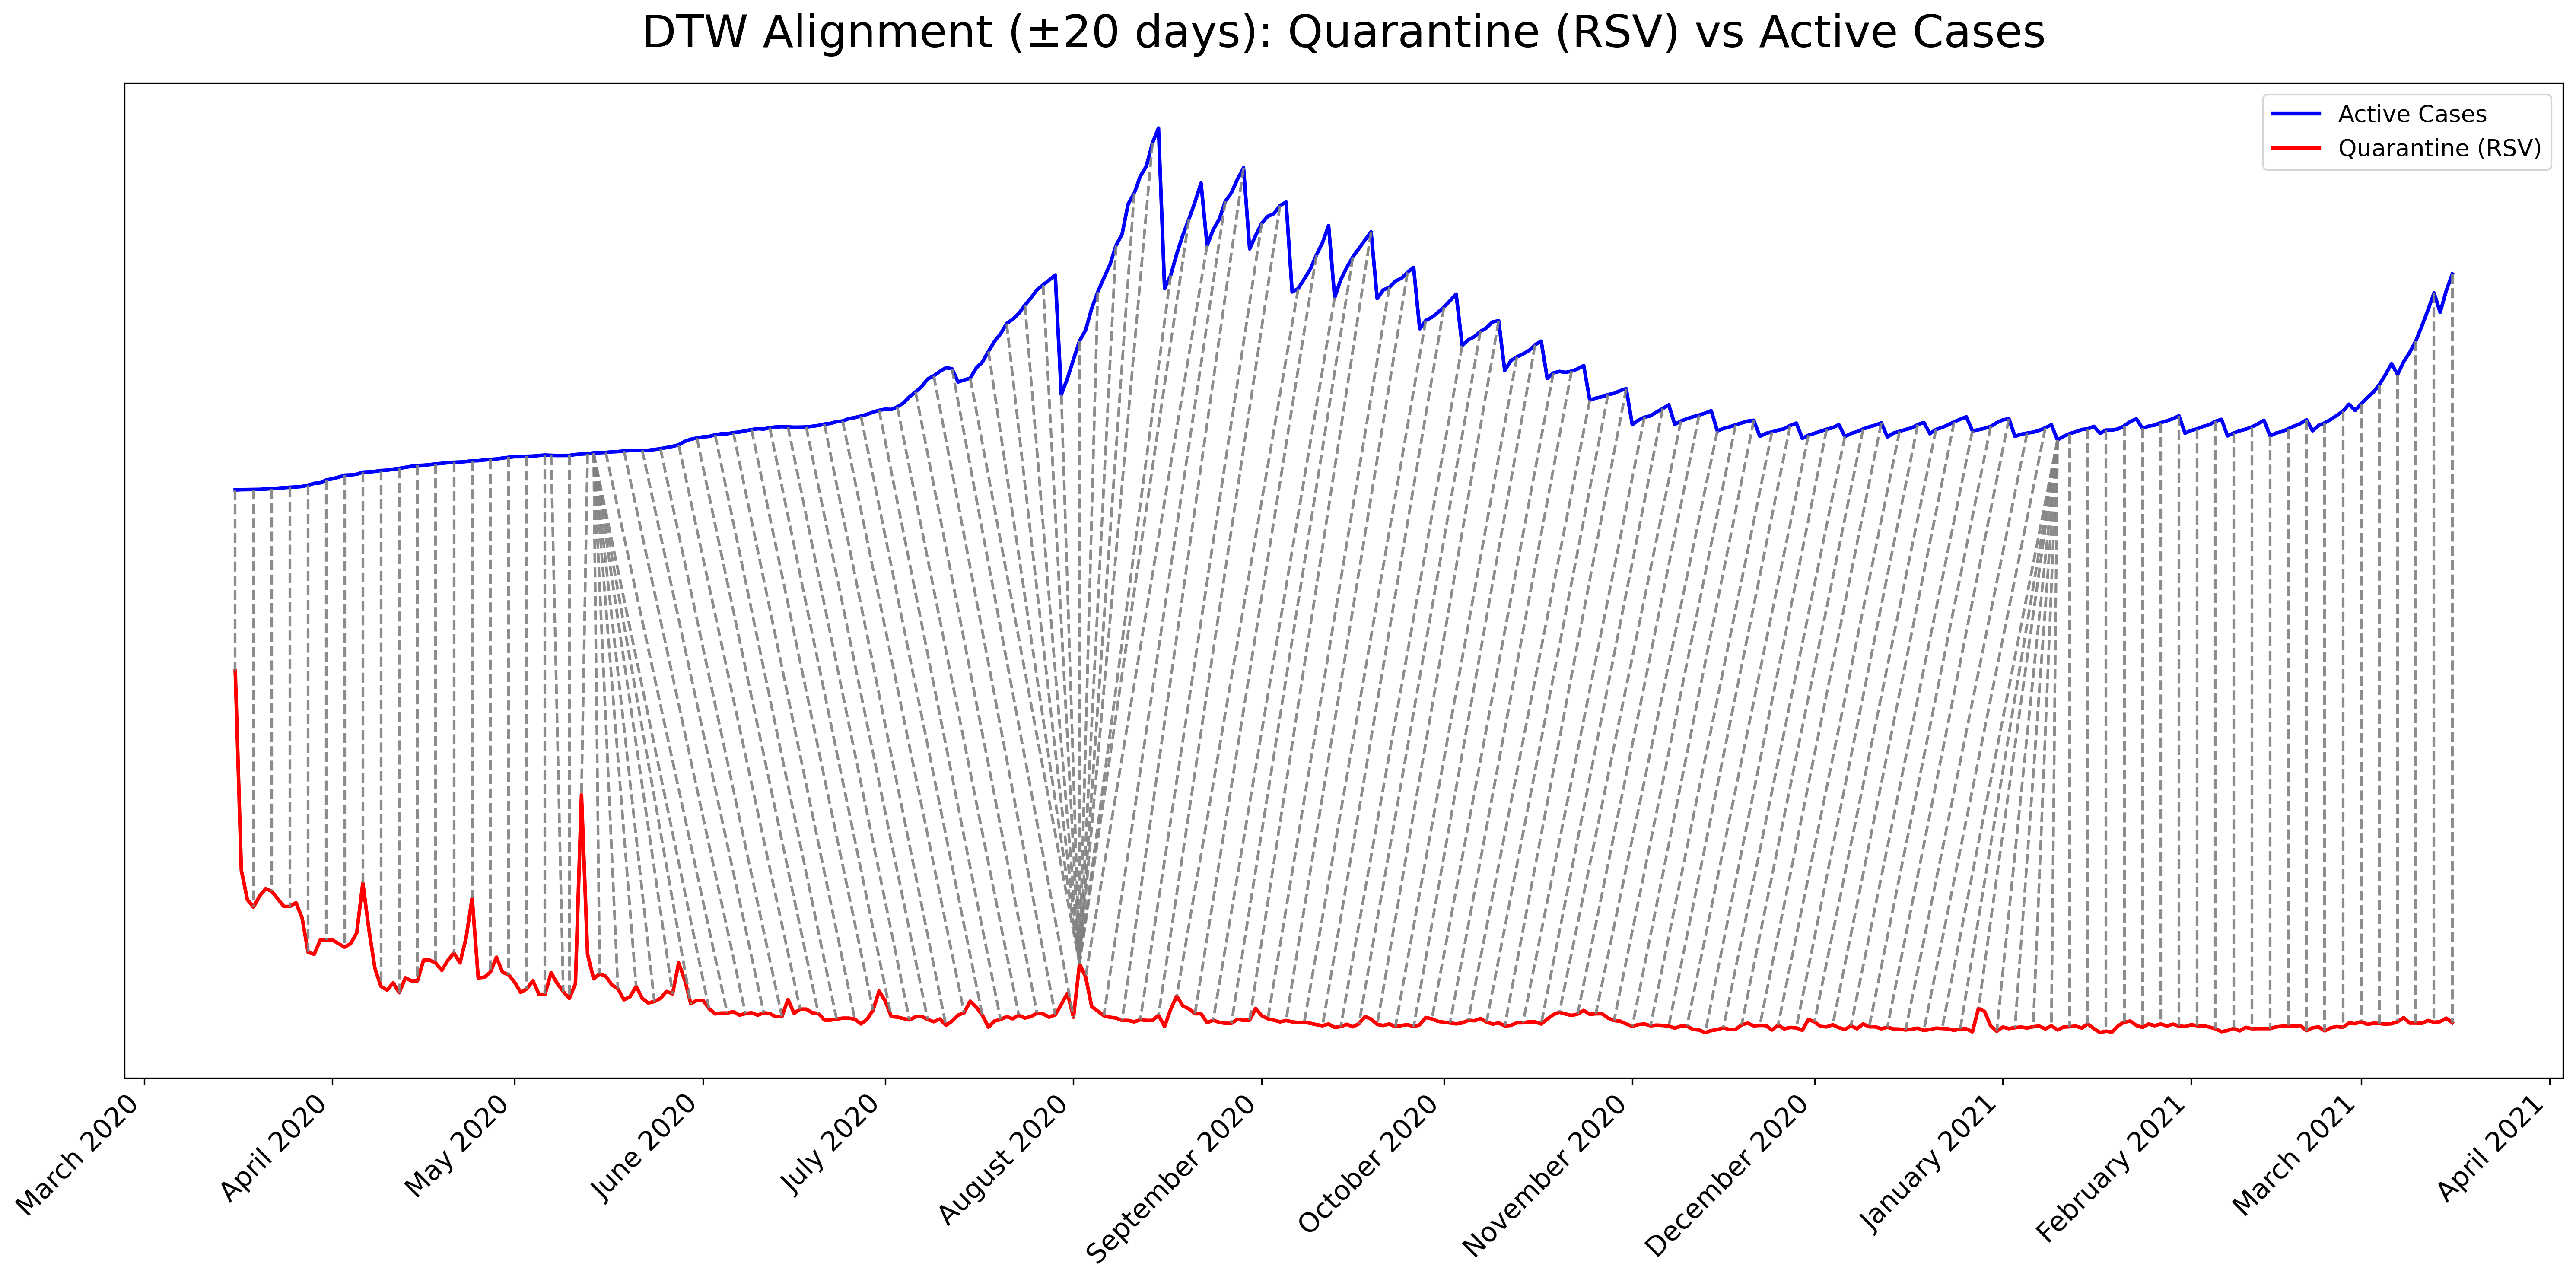 DTW Alignment (±20 days): Quarantine (RSV) vs Active Cases
Active Cases
Quarantine (RSV)
March 2020
April 2020
May 2020
June 2020
July 2020
August 2020
September 2020
October 2020
November 2020
December 2020
January 2021
February 2021
March 2021
April 2021